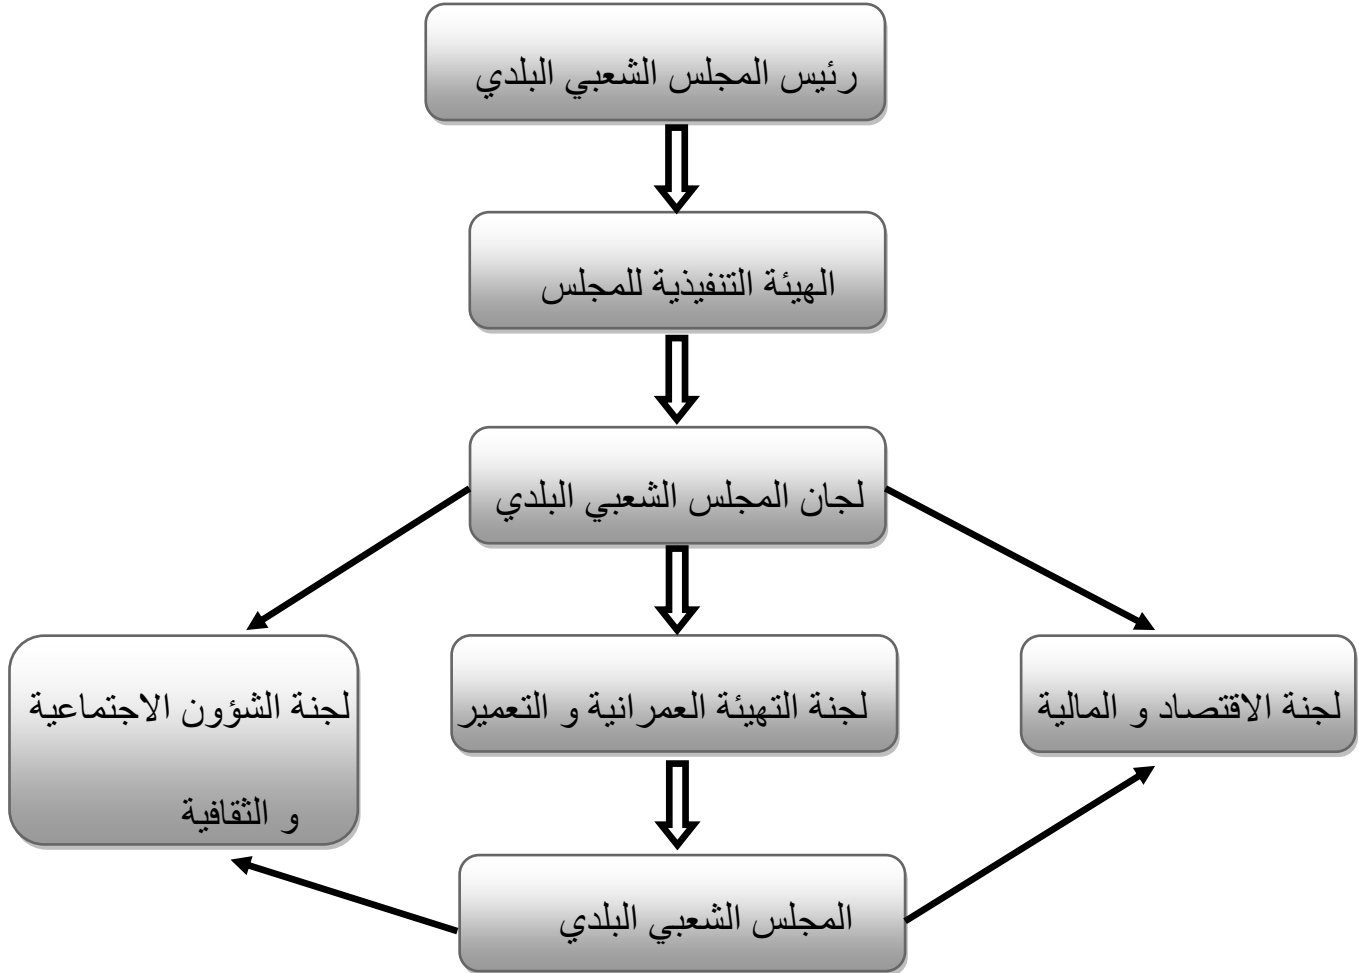 رئيس المجلس الشعبي البلدي
الهيئة التنفيذية للمجلس
لجان المجلس الشعبي البلدي
لجنة الاقتصاد و المالية
لجنة التهيئة العمرانية و التعمير
لجنة الشؤون الاجتماعية
و الثقافية
المجلس الشعبي البلدي